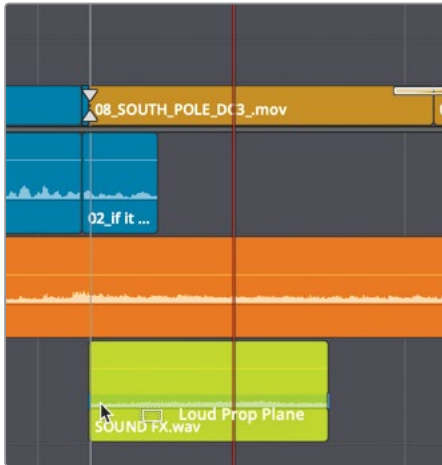 08_SOUTH_POLE_DC3_.mov
02_if it ...
Loud Prop Plane
SOUND FX.wav